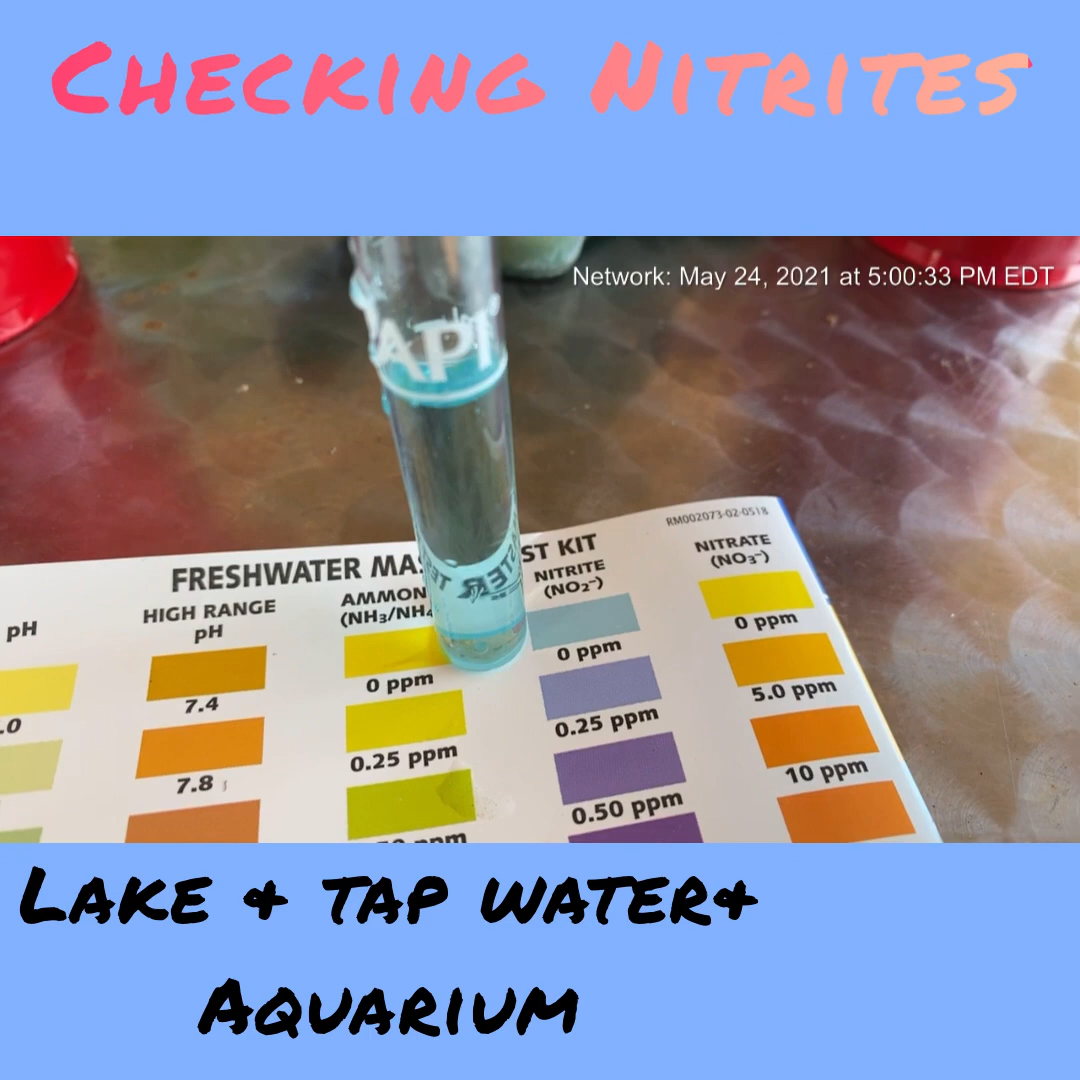 Checking Nitrites
Network: May 24, 2021 at 5:00:33 PM EDT
API
RM002073-02-0518
FRESHWATER MAS ST KIT
pH
HIGH RANGE
pH
AMMON
(NH₃/NH₄
NITRITE
(NO₂⁻)
NITRATE
(NO₃⁻)
.0
7.4
7.8
0 ppm
0.25 ppm
ppm
0 ppm
0.25 ppm
0.50 ppm
0 ppm
5.0 ppm
10 ppm
Lake & tap water&
Aquarium